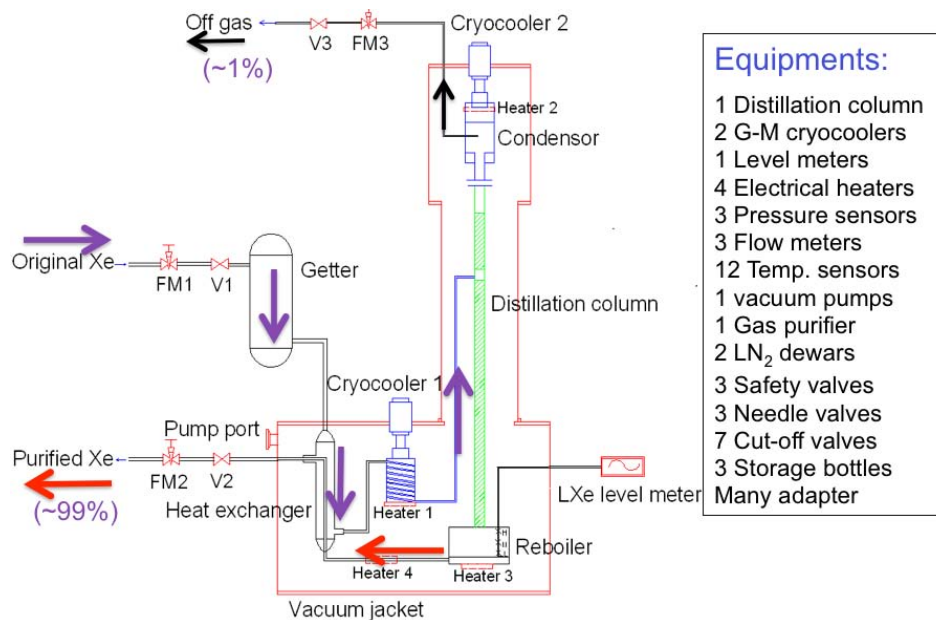 Off gas
(~1%)
V3
FM3
Cryocooler 2
Heater 2
Condensor
Original Xe
FM1
V1
Getter
Distillation column
Cryocooler 1
Pump port
Purified Xe
(~99%)
FM2
V2
Heat exchanger
Heater 1
LXe level meter
Reboiler
Heater 4
Heater 3
Vacuum jacket
Equipments:
1 Distillation column
2 G-M cryocoolers
1 Level meters
4 Electrical heaters
3 Pressure sensors
3 Flow meters
12 Temp. sensors
1 vacuum pumps
1 Gas purifier
2 LN₂ dewars
3 Safety valves
3 Needle valves
7 Cut-off valves
3 Storage bottles
Many adapter